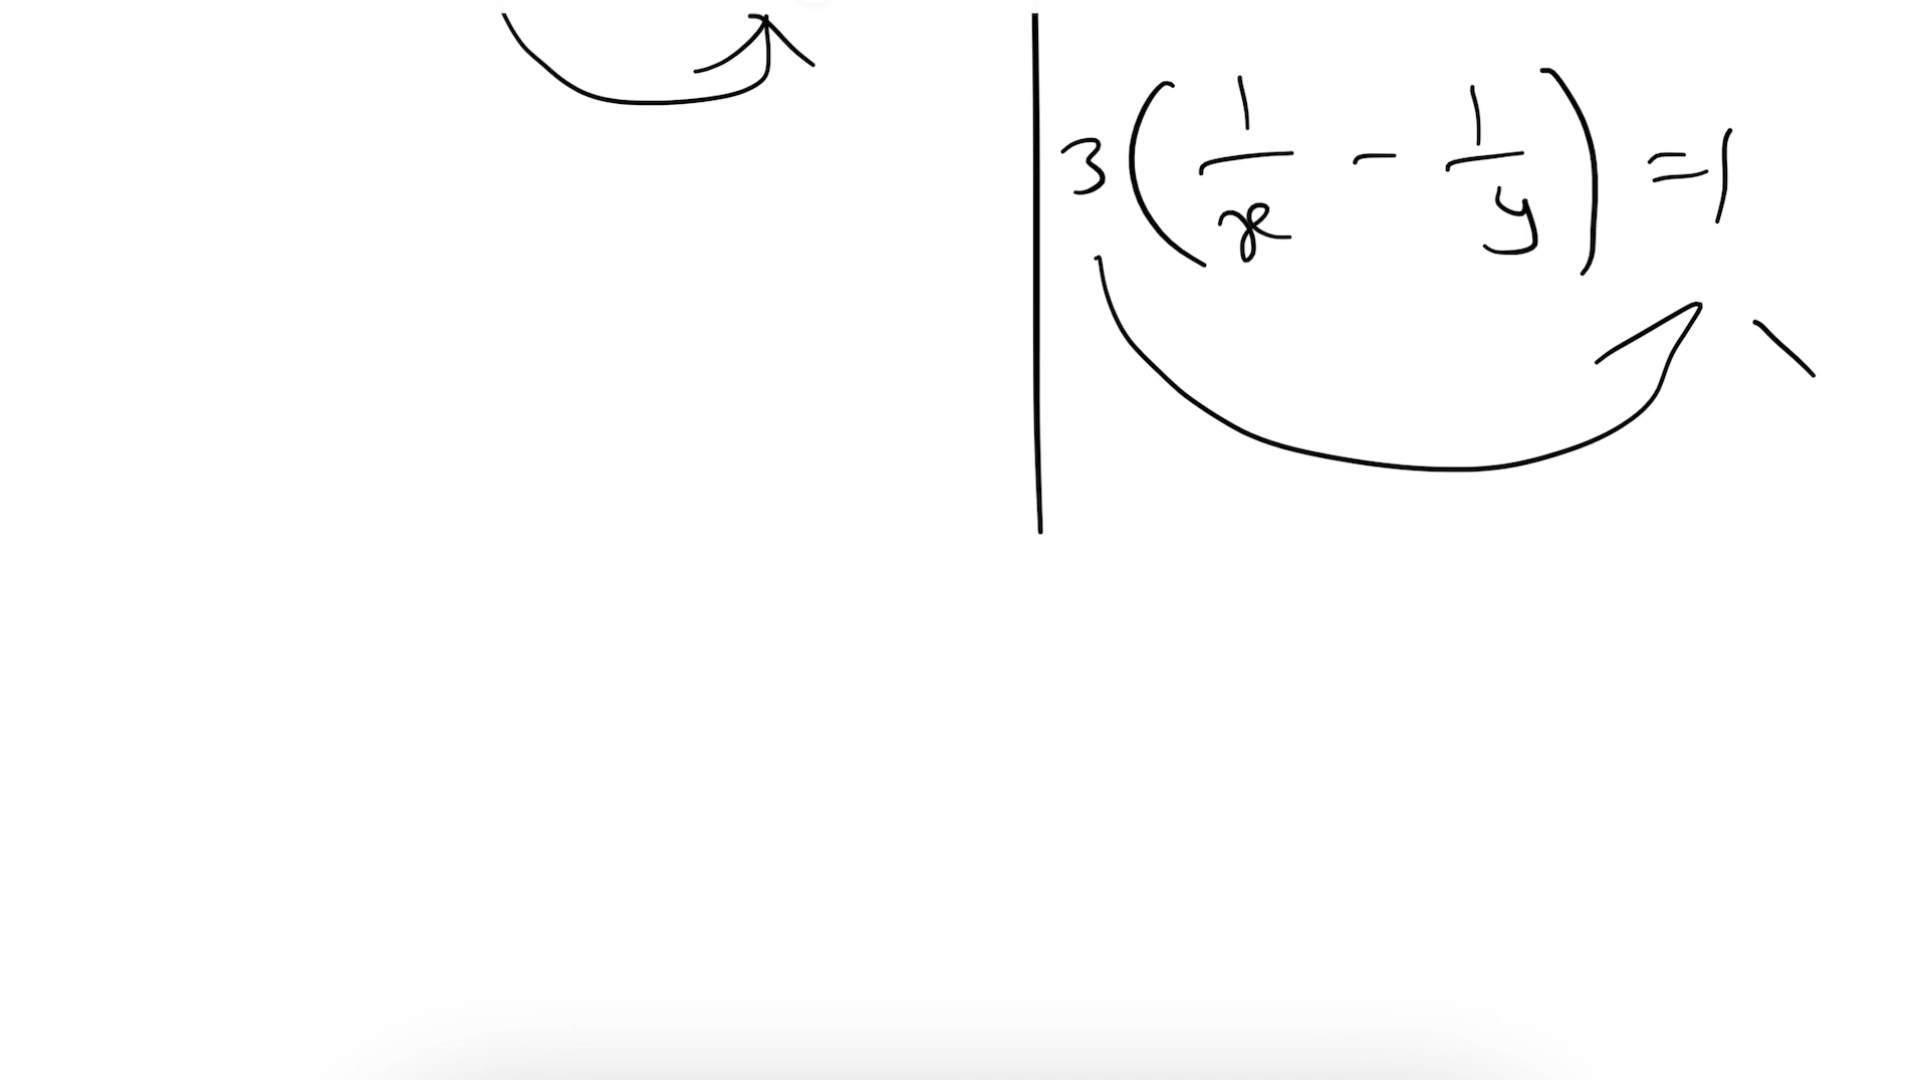 3(1/x - 1/y) = 1